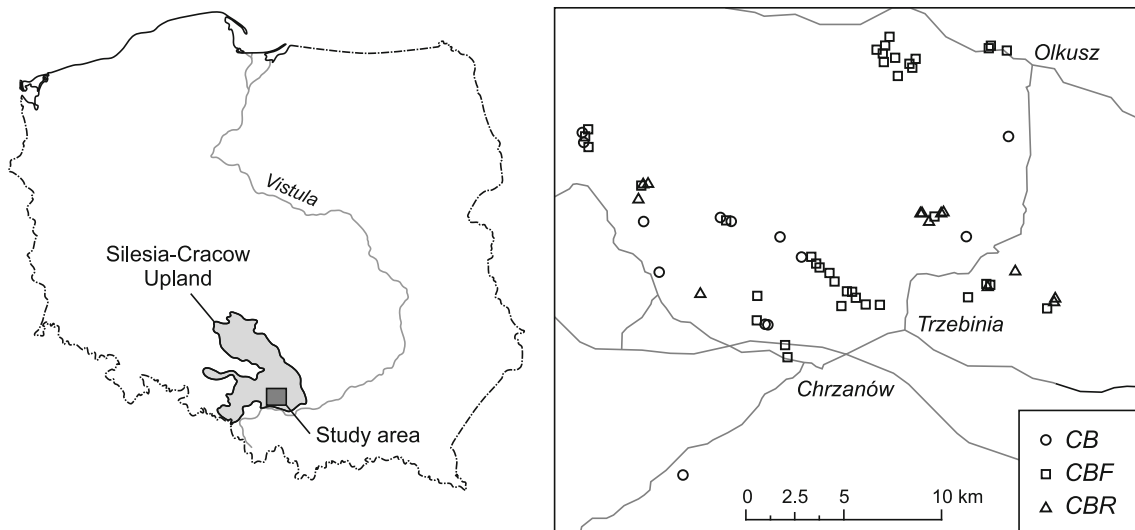 Vistula
Silesia-Cracow
Upland
Study area
Olkusz
Trzebinia
Chrzanów
CB
CBF
CBR
0 2.5 5 10 km